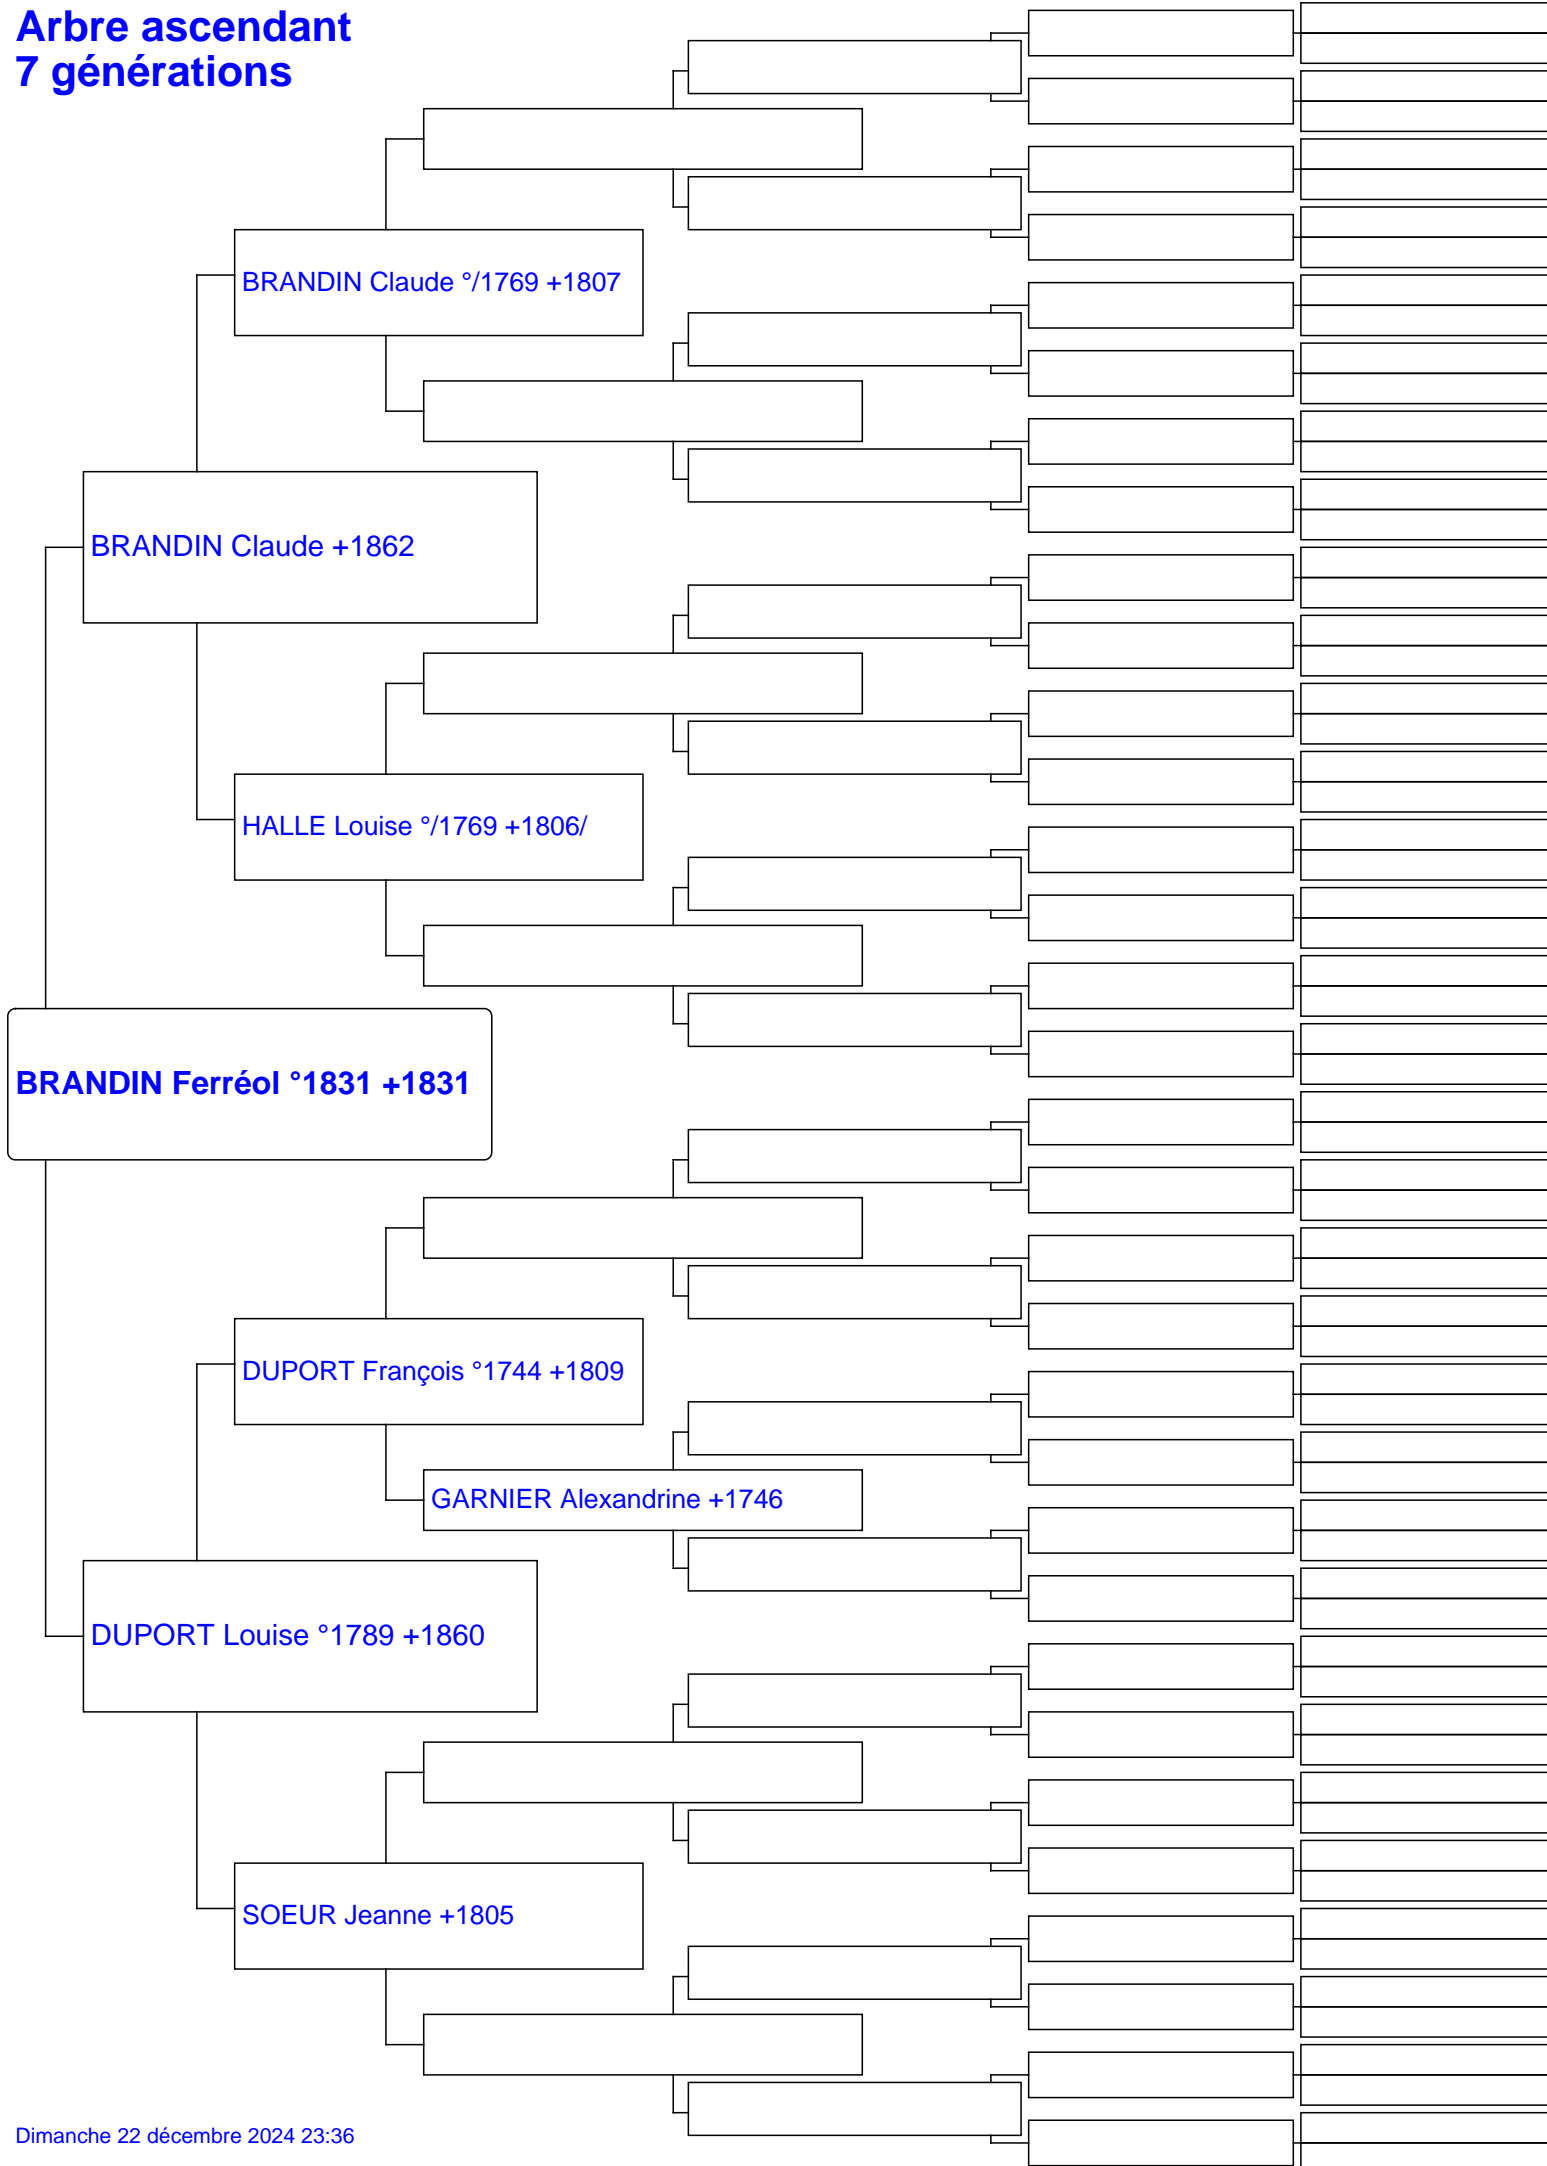 Arbre ascendant
7 générations
BRANDIN Claude °/1769 +1807
BRANDIN Claude +1862
HALLE Louise °/1769 +1806/
BRANDIN Ferréol °1831 +1831
DUPORT François °1744 +1809
GARNIER Alexandrine +1746
DUPORT Louise °1789 +1860
SOEUR Jeanne +1805
Dimanche 22 décembre 2024 23:36